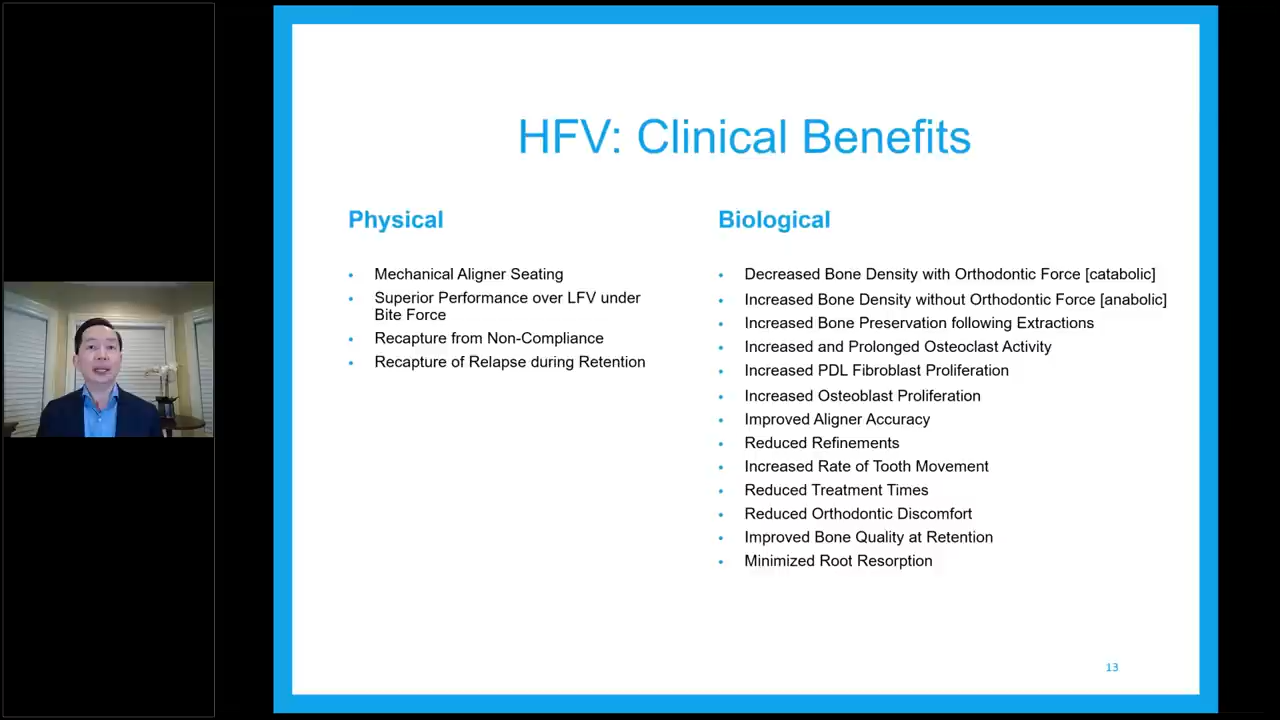 HFV: Clinical Benefits
Physical
Mechanical Aligner Seating
Superior Performance over LFV under
Bite Force
Recapture from Non-Compliance
Recapture of Relapse during Retention
Biological
Decreased Bone Density with Orthodontic Force [catabolic]
Increased Bone Density without Orthodontic Force [anabolic]
Increased Bone Preservation following Extractions
Increased and Prolonged Osteoclast Activity
Increased PDL Fibroblast Proliferation
Increased Osteoblast Proliferation
Improved Aligner Accuracy
Reduced Refinements
Increased Rate of Tooth Movement
Reduced Treatment Times
Reduced Orthodontic Discomfort
Improved Bone Quality at Retention
Minimized Root Resorption
13